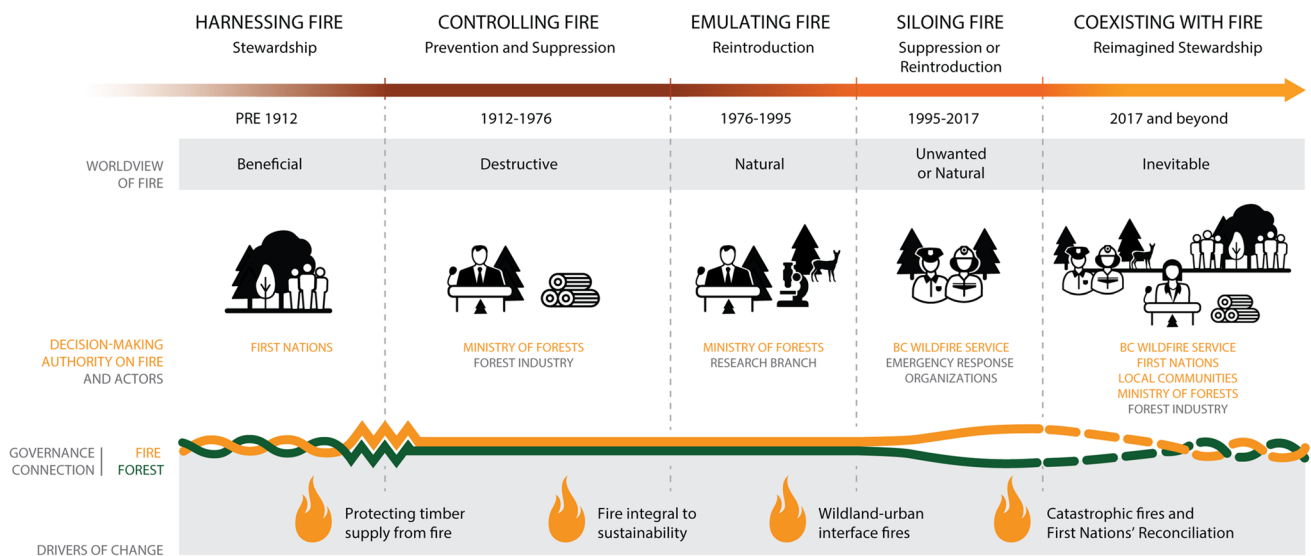 HARNESSING FIRE
Stewardship
CONTROLLING FIRE
Prevention and Suppression
EMULATING FIRE
Reintroduction
SILOING FIRE
Suppression or
Reintroduction
COEXISTING WITH FIRE
Reimagined Stewardship
PRE 1912
1912-1976
1976-1995
1995-2017
2017 and beyond
WORLDVIEW
OF FIRE
Beneficial
Destructive
Natural
Unwanted
or Natural
Inevitable
DECISION-MAKING
AUTHORITY ON FIRE
AND ACTORS
FIRST NATIONS
MINISTRY OF FORESTS
FOREST INDUSTRY
MINISTRY OF FORESTS
RESEARCH BRANCH
BC WILDFIRE SERVICE
EMERGENCY RESPONSE
ORGANIZATIONS
BC WILDFIRE SERVICE
FIRST NATIONS
LOCAL COMMUNITIES
MINISTRY OF FORESTS
FOREST INDUSTRY
GOVERNANCE
CONNECTION
FIRE
FOREST
Protecting timber
supply from fire
Fire integral to
sustainability
Wildland-urban
interface fires
Catastrophic fires and
First Nations' Reconciliation
DRIVERS OF CHANGE